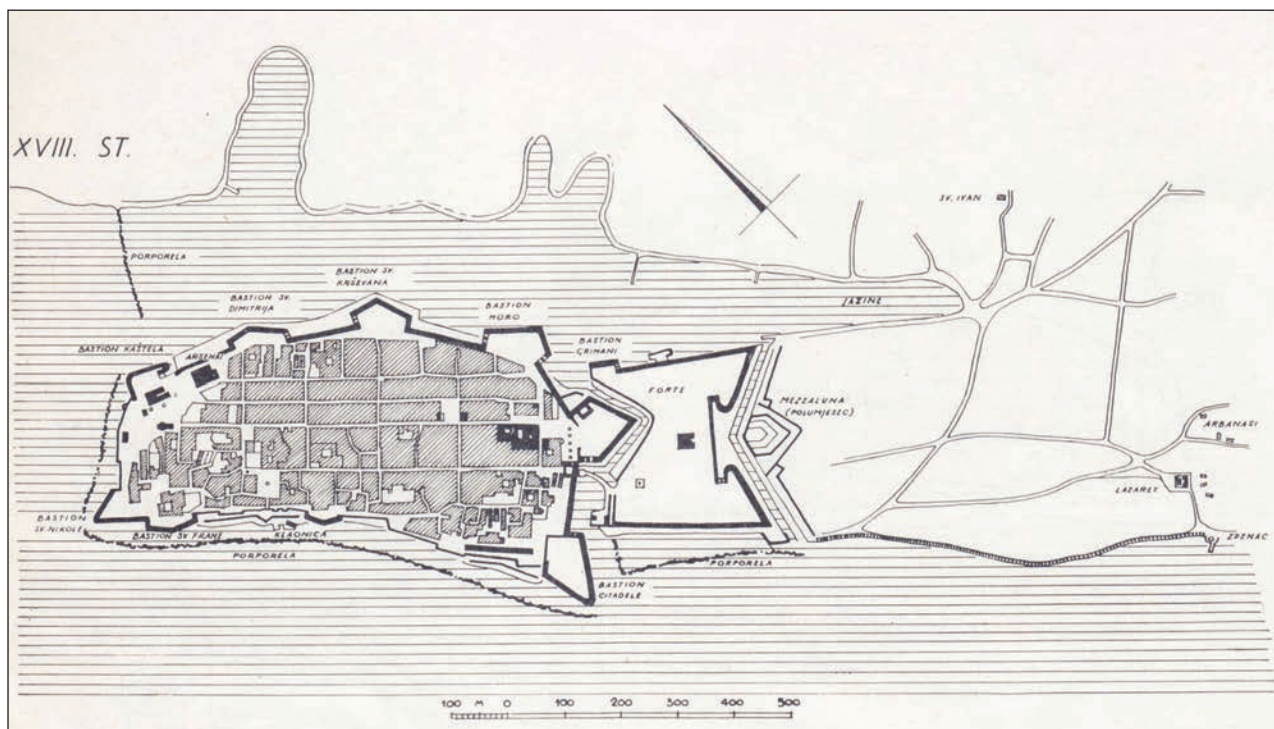 XVIII. ST.
SV. IVAN
PORPORELA
BASTION SV.
KRŠEVANA
BASTION SV.
DIMITRIJA
JAZINE
BASTION
MORO
BASTION KAŠTELA
ARSENAL
BASTION
GRIMANI
FORTE
MEZZALUNA
(POLUMJESEC)
ARBANASI
LAZARET
BASTION
SV. NIKOLE
BASTION SV. FRANE
KLAONICA
ZDENAC
PORPORELA
PORPORELA
BASTION
CITADELE
100 M 0 100 200 300 400 500